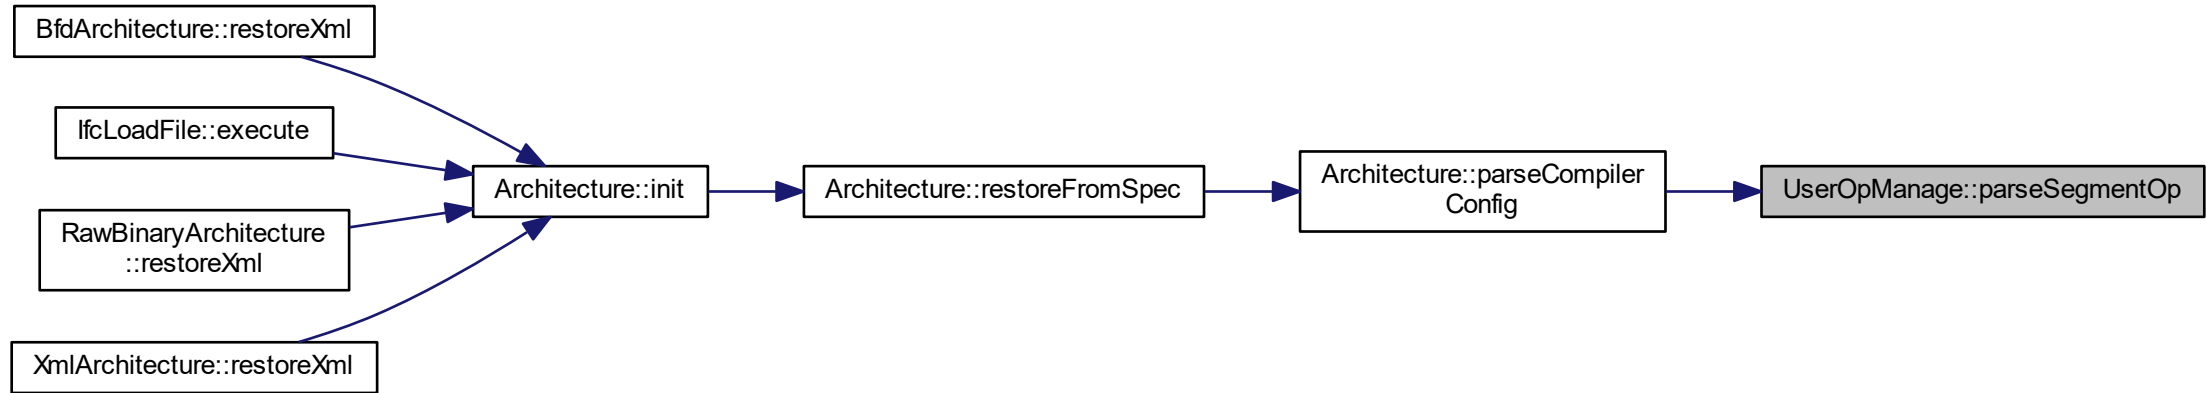 BfdArchitecture::restoreXml
IfcLoadFile::execute
RawBinaryArchitecture
::restoreXml
XmlArchitecture::restoreXml
Architecture::init
Architecture::restoreFromSpec
Architecture::parseCompiler
Config
UserOpManage::parseSegmentOp